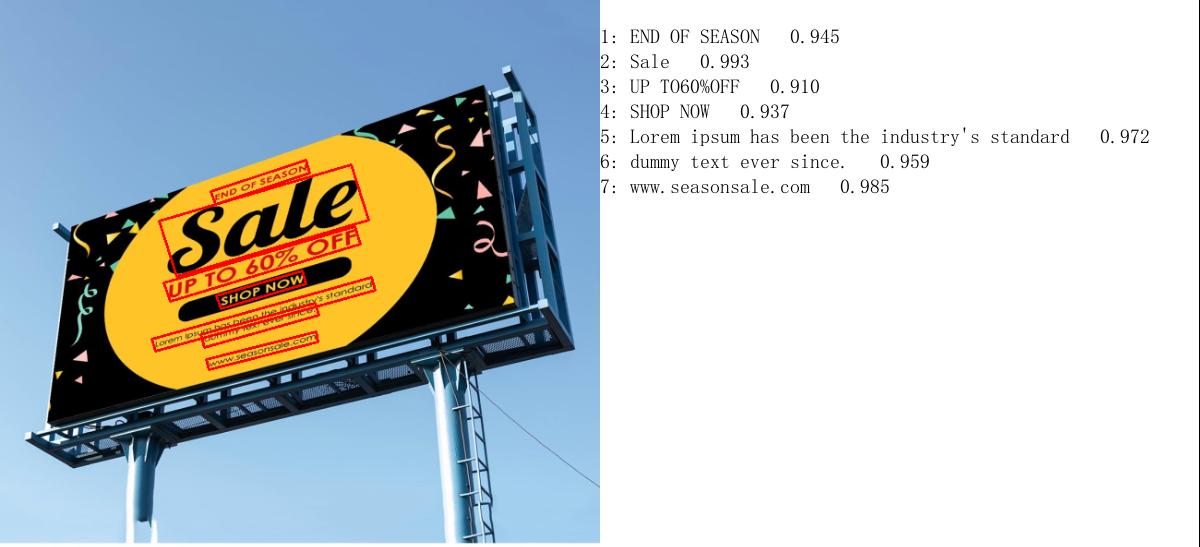 END OF SEASON
Sale
UP TO 60% OFF
SHOP NOW
Lorem ipsum has been the industry's standard
dummy text ever since.
www.seasonsale.com
1: END OF SEASON 0.945
2: Sale 0.993
3: UP TO60%OFF 0.910
4: SHOP NOW 0.937
5: Lorem ipsum has been the industry's standard 0.972
6: dummy text ever since. 0.959
7: www.seasonsale.com 0.985